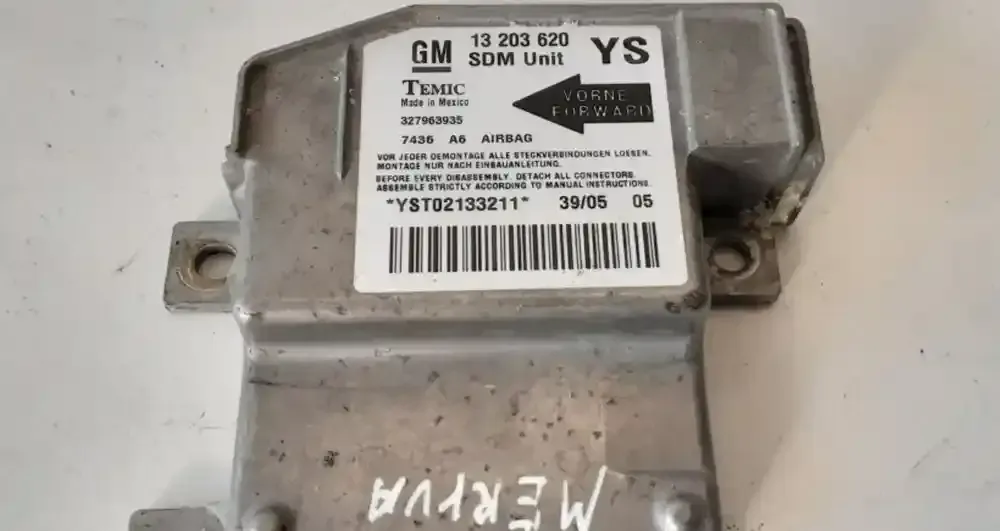 GM 13 203 620 YS
SDM Unit
TEMIC
Made in Mexico
VORNE
FORWARD
327963935
7436 A6 AIRBAG
VOR JEDER DEMONTAGE ALLE STECKVERBINDUNGEN LOESEN.
MONTAGE NUR NACH EINBAUANLEITUNG.
BEFORE EVERY DISASSEMBLY. DETACH ALL CONNECTORS.
ASSEMBLE STRICTLY ACCORDING TO MANUAL INSTRUCTIONS.
*YST02133211* 39/05 05
MERIVA